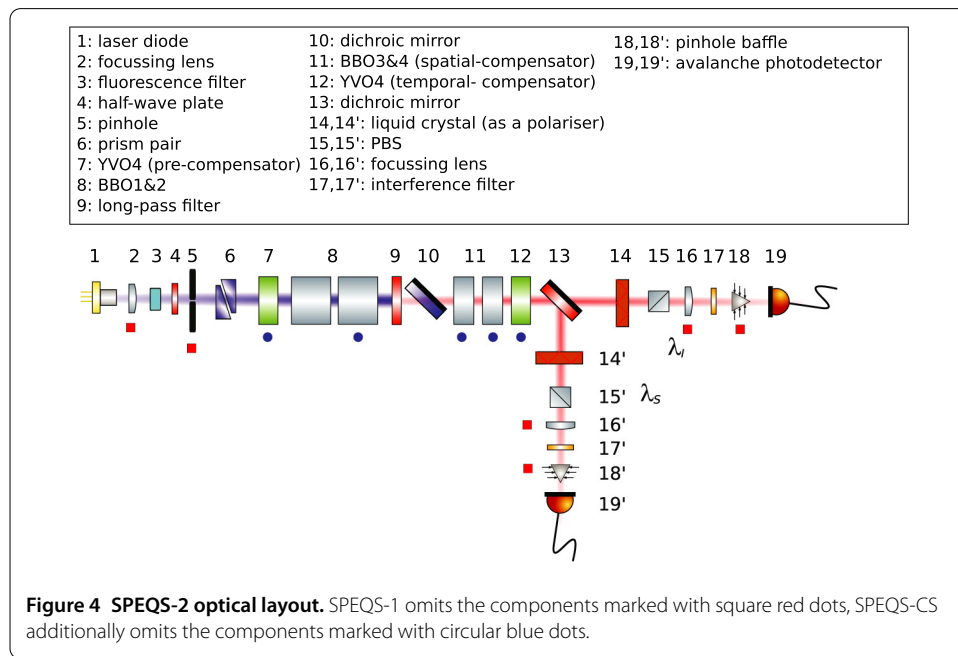 1: laser diode
2: focussing lens
3: fluorescence filter
4: half-wave plate
5: pinhole
6: prism pair
7: YVO4 (pre-compensator)
8: BBO1&2
9: long-pass filter
10: dichroic mirror
11: BBO3&4 (spatial-compensator)
12: YVO4 (temporal- compensator)
13: dichroic mirror
14,14': liquid crystal (as a polariser)
15,15': PBS
16,16': focussing lens
17,17': interference filter
18,18': pinhole baffle
19,19': avalanche photodetector
1 2 3 4 5 6 7 8 9 10 11 12 13 14 15 16 17 18 19
λI
14'
15' λS
16'
17'
18'
19'
Figure 4 SPEQS-2 optical layout. SPEQS-1 omits the components marked with square red dots, SPEQS-CS
additionally omits the components marked with circular blue dots.